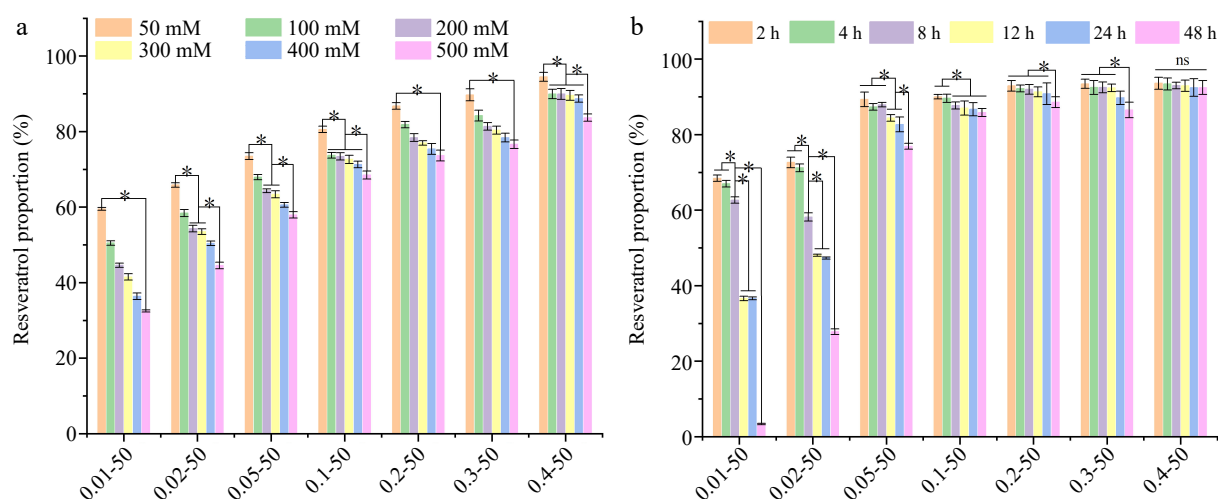 a
50 mM 100 mM 200 mM
300 mM 400 mM 500 mM
Resveratrol proportion (%)
100
80
60
40
20
0
* * * * * * * * * * * *
0.01-50 0.02-50 0.05-50 0.1-50 0.2-50 0.3-50 0.4-50
b
2 h 4 h 8 h 12 h 24 h 48 h
Resveratrol proportion (%)
100
80
60
40
20
0
* * * * * * * * * * * * ns
0.01-50 0.02-50 0.05-50 0.1-50 0.2-50 0.3-50 0.4-50